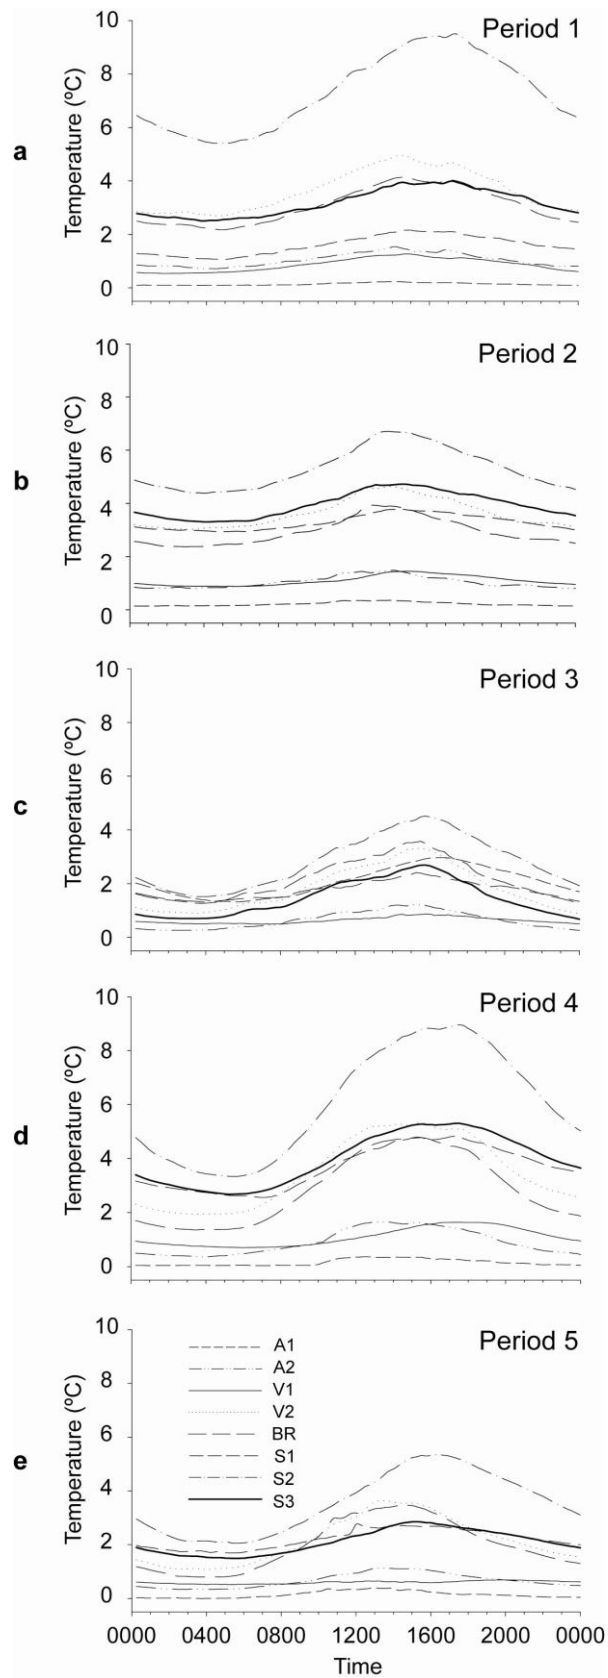 Period 1
a
Temperature (ºC)
10
8
6
4
2
0
Period 2
b
Temperature (ºC)
10
8
6
4
2
0
Period 3
c
Temperature (ºC)
10
8
6
4
2
0
Period 4
d
Temperature (ºC)
10
8
6
4
2
0
Period 5
e
Temperature (ºC)
10
8
6
4
2
0
A1
A2
V1
V2
BR
S1
S2
S3
0000 0400 0800 1200 1600 2000 0000
Time